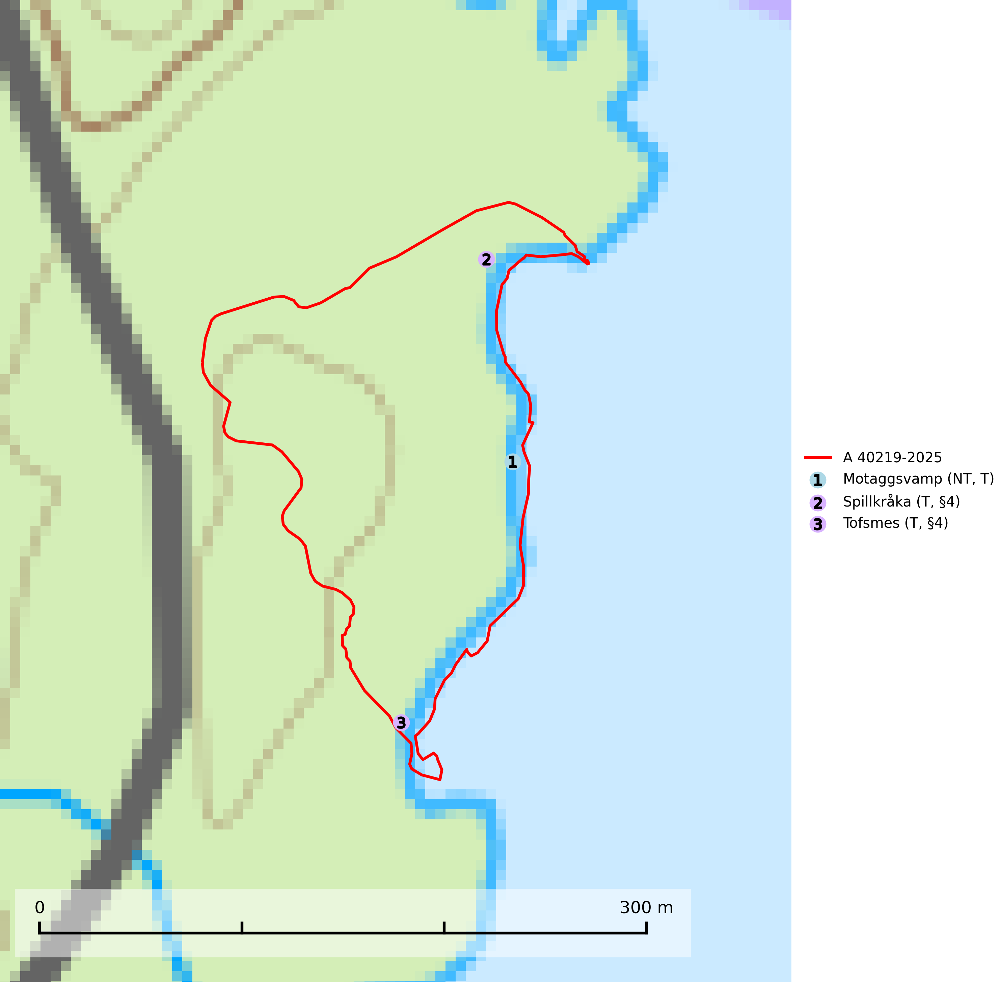 2
1
3
A 40219-2025
1 Motaggsvamp (NT, T)
2 Spillkråka (T, §4)
3 Tofsmes (T, §4)
0 300 m